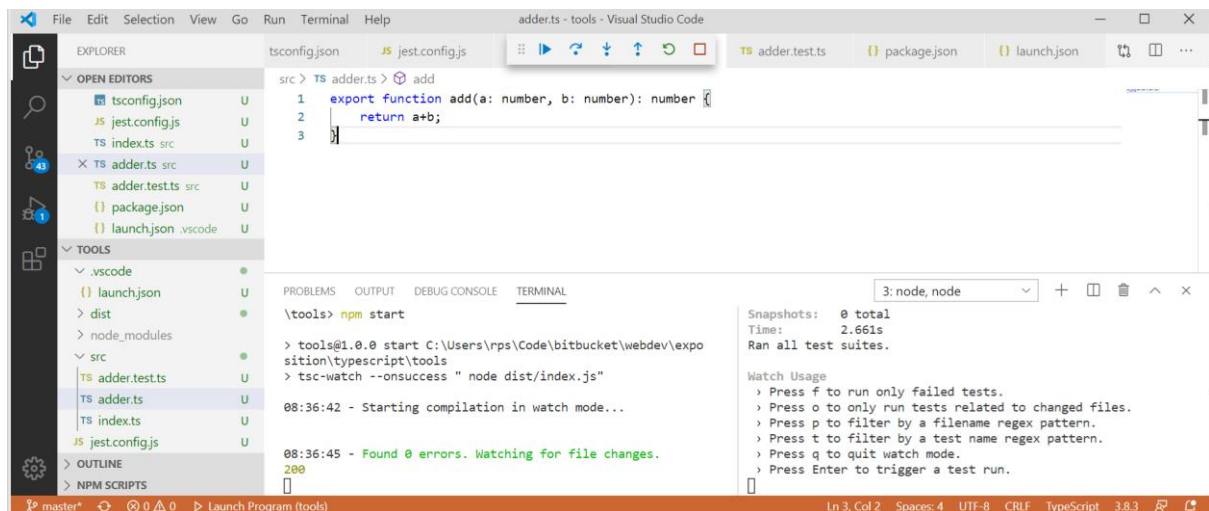 File Edit Selection View Go Run Terminal Help adder.ts - tools - Visual Studio Code
EXPLORER
OPEN EDITORS
tsconfig.json U
JS jest.config.js U
TS index.ts src U
TS adder.ts src U
TS adder.test.ts src U
{} package.json U
{} launch.json .vscode U
TOOLS
.vscode
{} launch.json U
> dist
> node_modules
src
TS adder.test.ts U
TS adder.ts U
TS index.ts U
JS jest.config.js U
> OUTLINE
> NPM SCRIPTS
43
1
tsconfig.json JS jest.config.js TS adder.test.ts {} package.json {} launch.json ...
src > TS adder.ts > add
1 export function add(a: number, b: number): number {
2 return a+b;
3 }
PROBLEMS OUTPUT DEBUG CONSOLE TERMINAL 3: node, node
\tools> npm start
> tools@1.0.0 start C:\Users\rps\Code\bitbucket\webdev\expo
sition\typescript\tools
> tsc-watch --onsuccess " node dist/index.js"
08:36:42 - Starting compilation in watch mode...
08:36:45 - Found 0 errors. Watching for file changes.
200
Snapshots: 0 total
Time: 2.661s
Ran all test suites.
Watch Usage
› Press f to run only failed tests.
› Press o to only run tests related to changed files.
› Press p to filter by a filename regex pattern.
› Press t to filter by a test name regex pattern.
› Press q to quit watch mode.
› Press Enter to trigger a test run.
master* 0 0 Launch Program (tools) Ln 3, Col 2 Spaces: 4 UTF-8 CRLF TypeScript 3.8.3